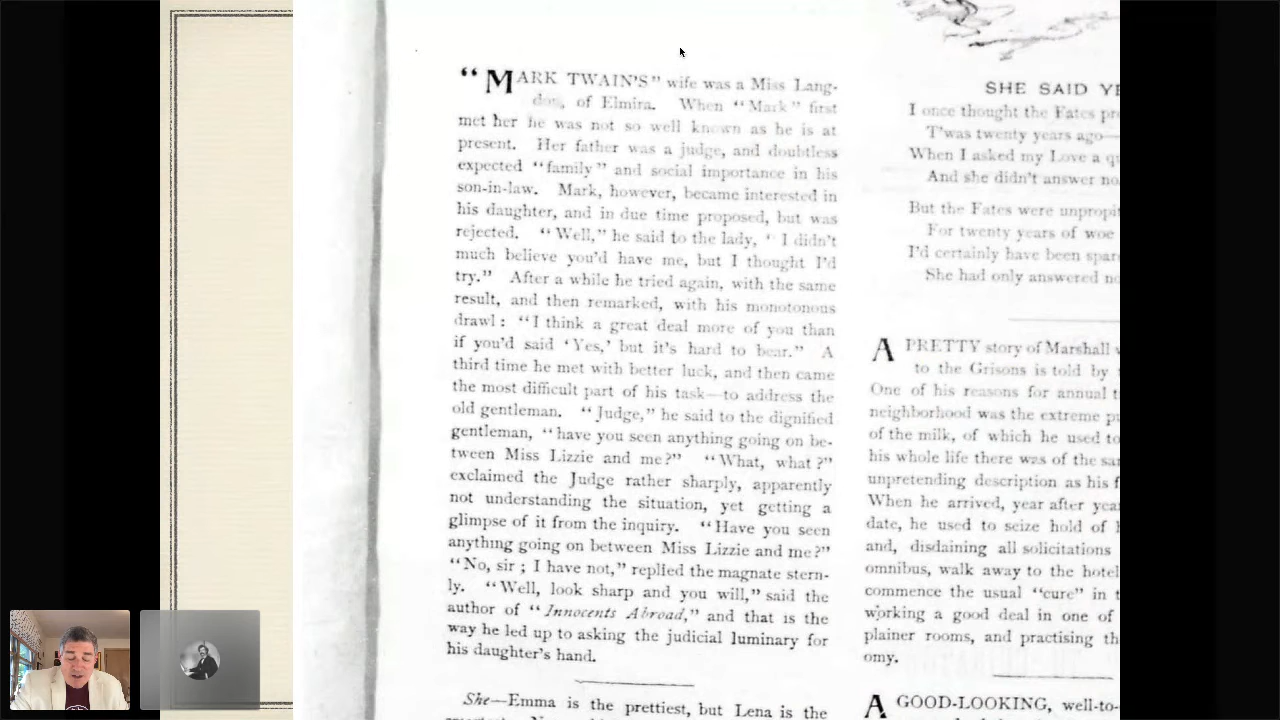 “MARK TWAIN'S” wife was a Miss Lang-
don, of Elmira. When “Mark” first
met her he was not so well known as he is at
present. Her father was a judge, and doubtless
expected “family” and social importance in his
son-in-law. Mark, however, became interested in
his daughter, and in due time proposed, but was
rejected. “Well,” he said to the lady, “I didn't
much believe you'd have me, but I thought I'd
try.” After a while he tried again, with the same
result, and then remarked, with his monotonous
drawl: “I think a great deal more of you than
if you'd said ‘Yes,’ but it's hard to bear.” A
third time he met with better luck, and then came
the most difficult part of his task—to address the
old gentleman. “Judge,” he said to the dignified
gentleman, “have you seen anything going on be-
tween Miss Lizzie and me?” “What, what?”
exclaimed the Judge rather sharply, apparently
not understanding the situation, yet getting a
glimpse of it from the inquiry. “Have you seen
anything going on between Miss Lizzie and me?”
“No, sir; I have not,” replied the magnate stern-
ly. “Well, look sharp and you will,” said the
author of “Innocents Abroad,” and that is the
way he led up to asking the judicial luminary for
his daughter's hand.
She—Emma is the prettiest, but Lena is the
SHE SAID
I once thought the Fates
T'was twenty years ago—
When I asked my Love a
And she didn't answer
But the Fates were
For twenty years of woe
I'd certainly have been
She had only answered
A PRETTY story of Marshall
to the Grisons is told by
One of his reasons for annual
neighborhood was the extreme
of the milk, of which he used to
his whole life there was of the
unpretending description as his
When he arrived, year after
date, he used to seize hold of
and, disdaining all solicitations
omnibus, walk away to the hotel
commence the usual “cure” in
working a good deal in one of
plainer rooms, and practising
omy.
A GOOD-LOOKING, well-to-